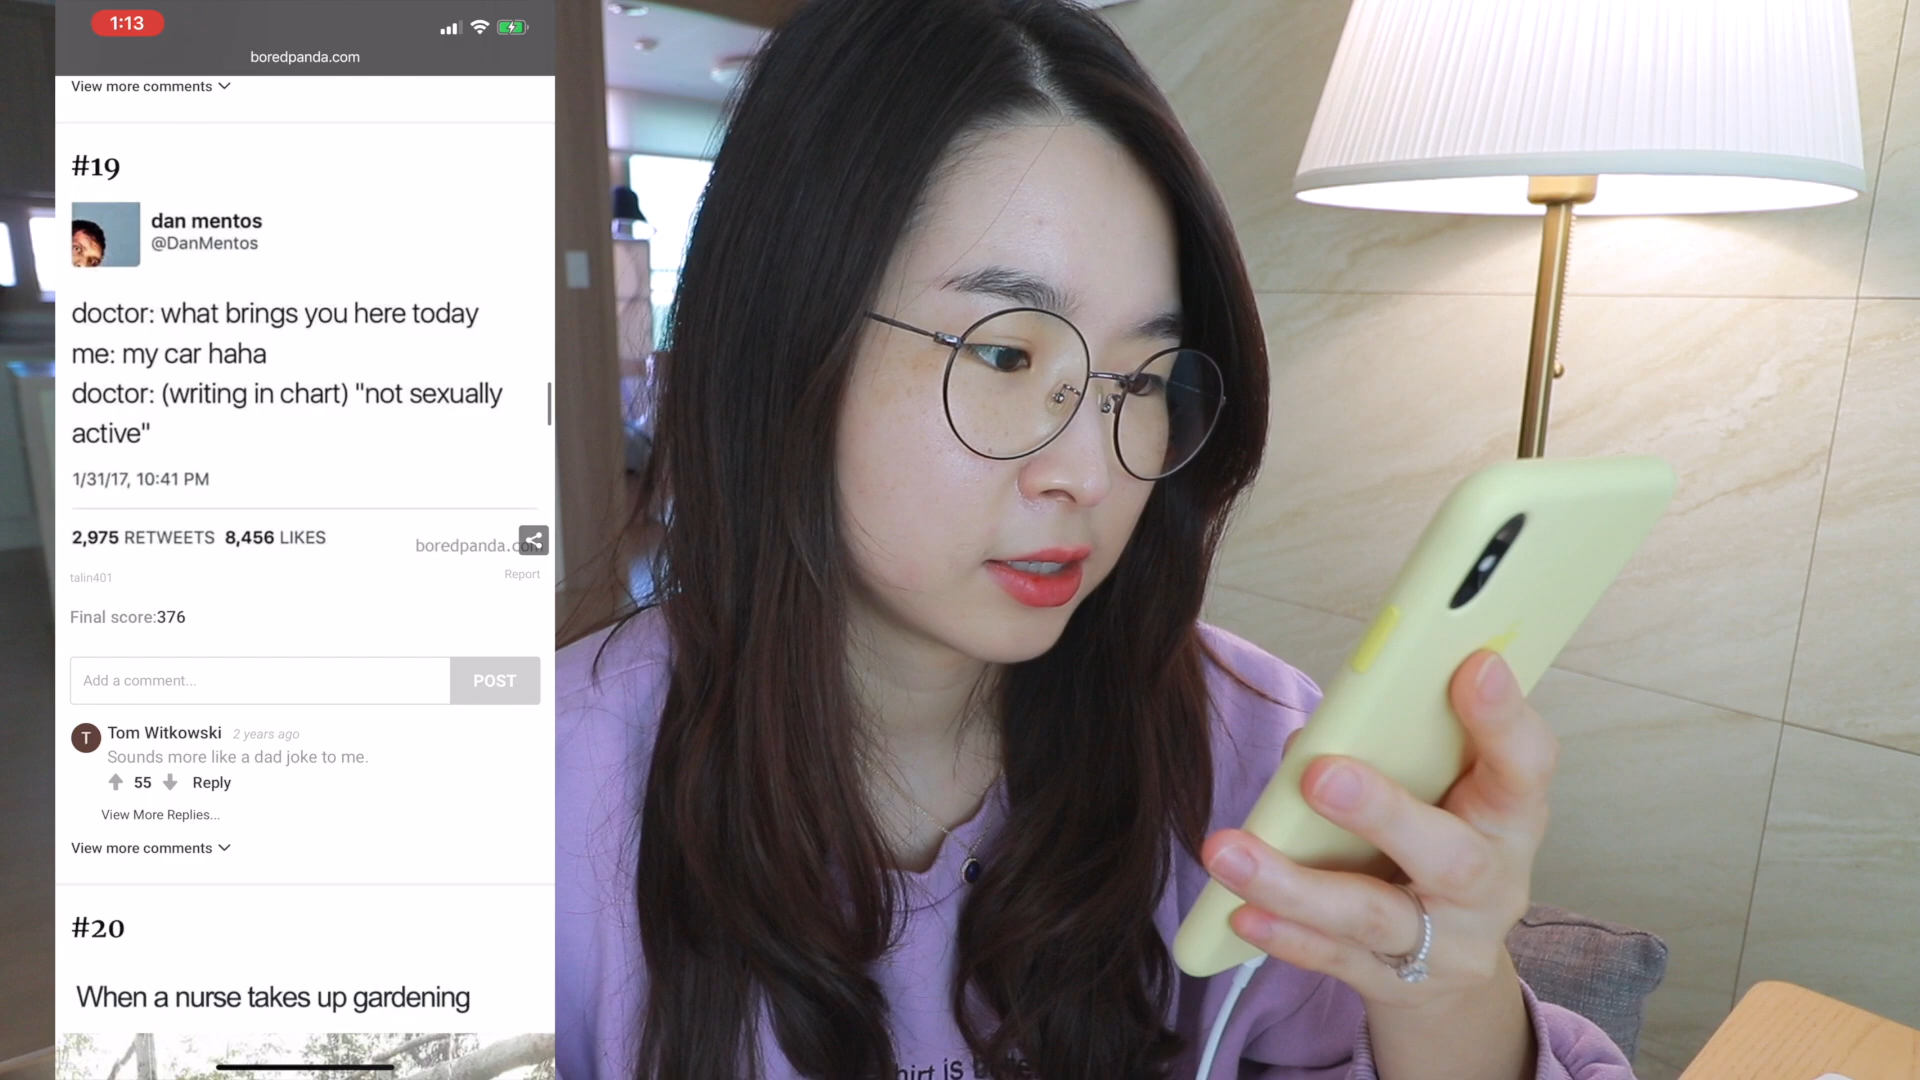 1:13
boredpanda.com
View more comments
#19
dan mentos
@DanMentos
doctor: what brings you here today
me: my car haha
doctor: (writing in chart) "not sexually
active"
1/31/17, 10:41 PM
2,975 RETWEETS 8,456 LIKES
boredpanda.com
talin401
Report
Final score:376
Add a comment...
POST
T
Tom Witkowski 2 years ago
Sounds more like a dad joke to me.
55 Reply
View More Replies...
View more comments
#20
When a nurse takes up gardening
is